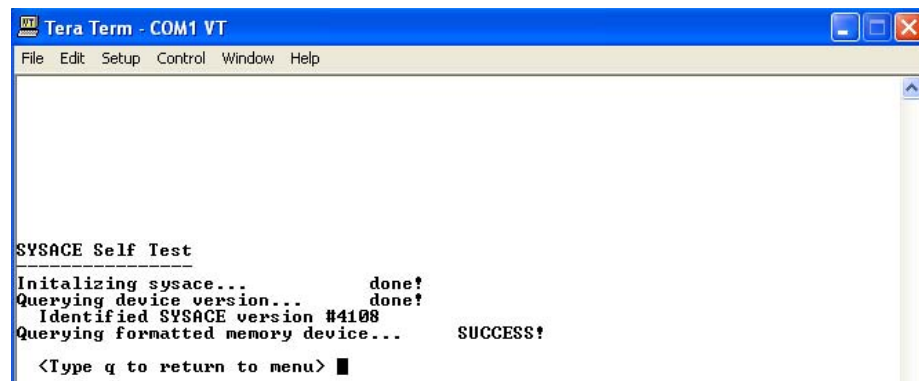 Tera Term - COM1 VT
File Edit Setup Control Window Help
SYSACE Self Test
----------------
Initalizing sysace... done!
Querying device version... done!
Identified SYSACE version #4108
Querying formatted memory device... SUCCESS!
<Type q to return to menu>